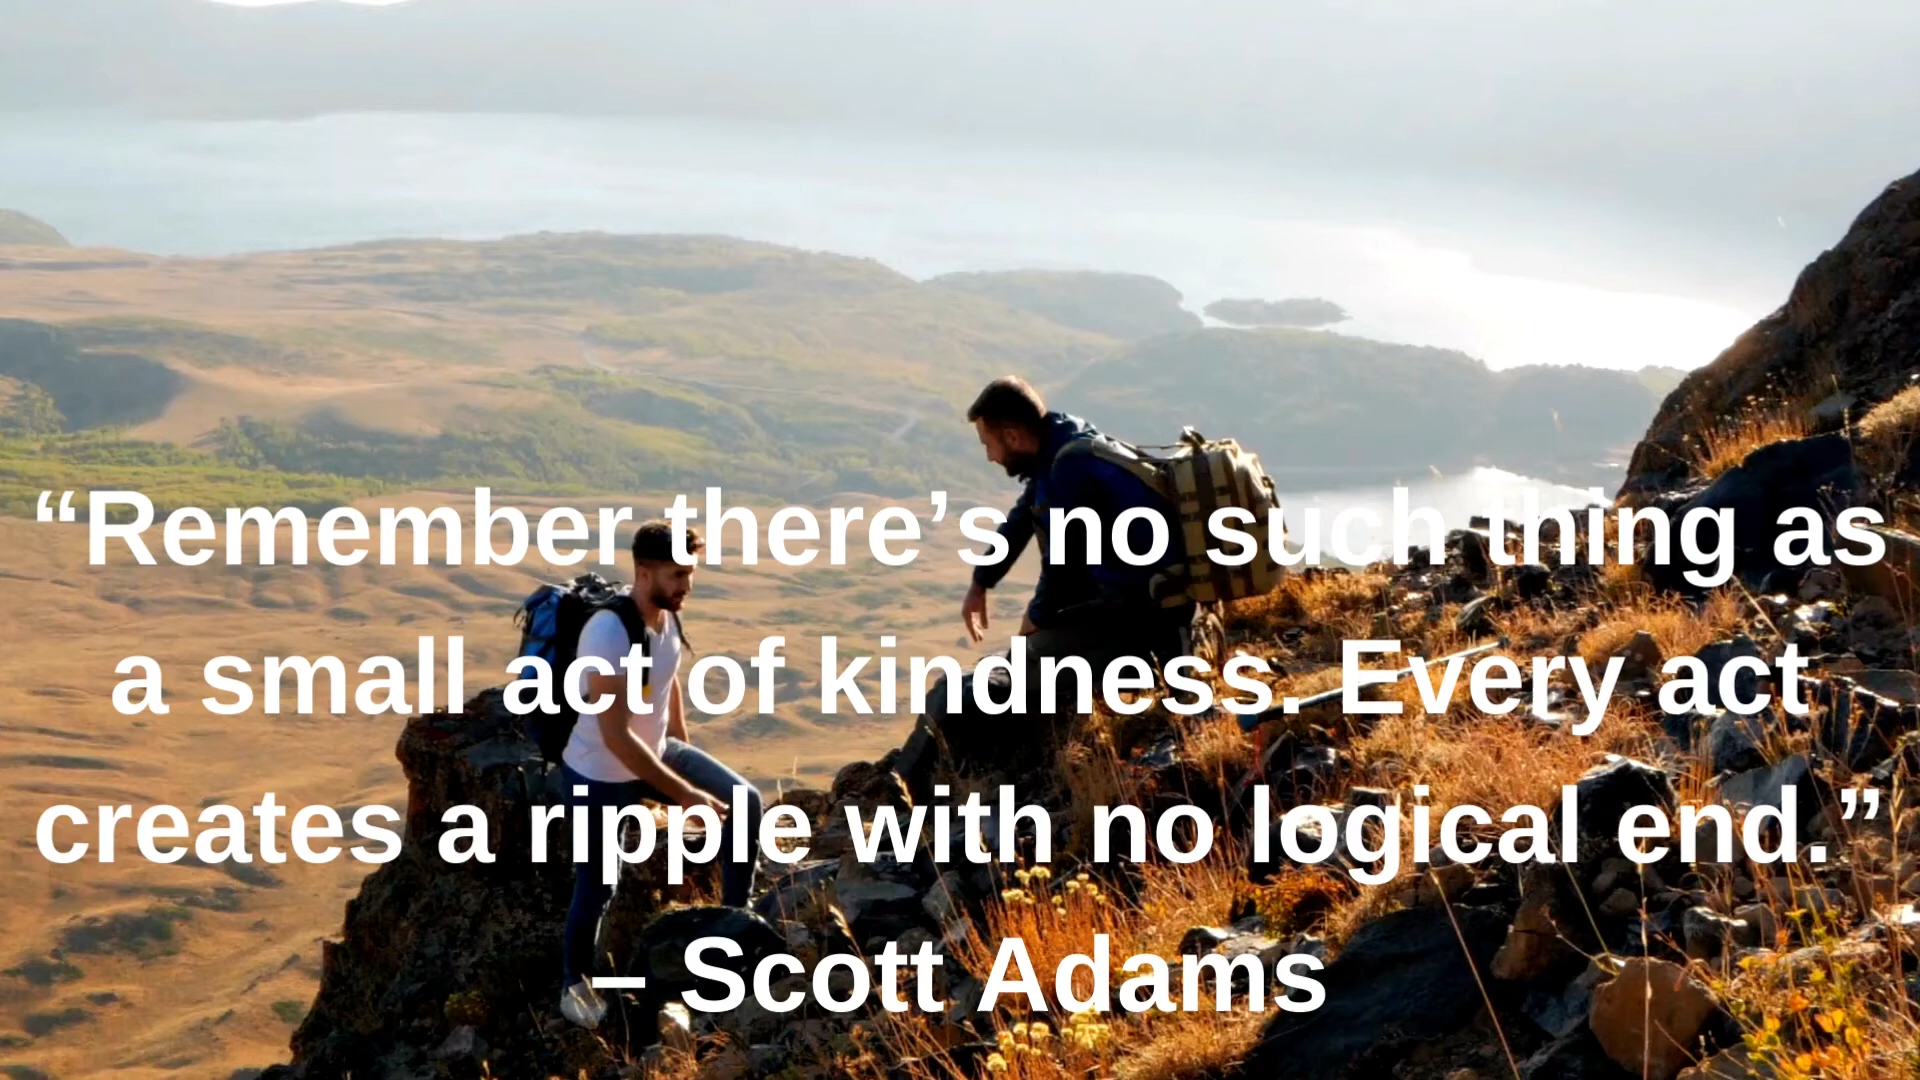 “Remember there’s no such thing as
a small act of kindness. Every act
creates a ripple with no logical end.”
– Scott Adams